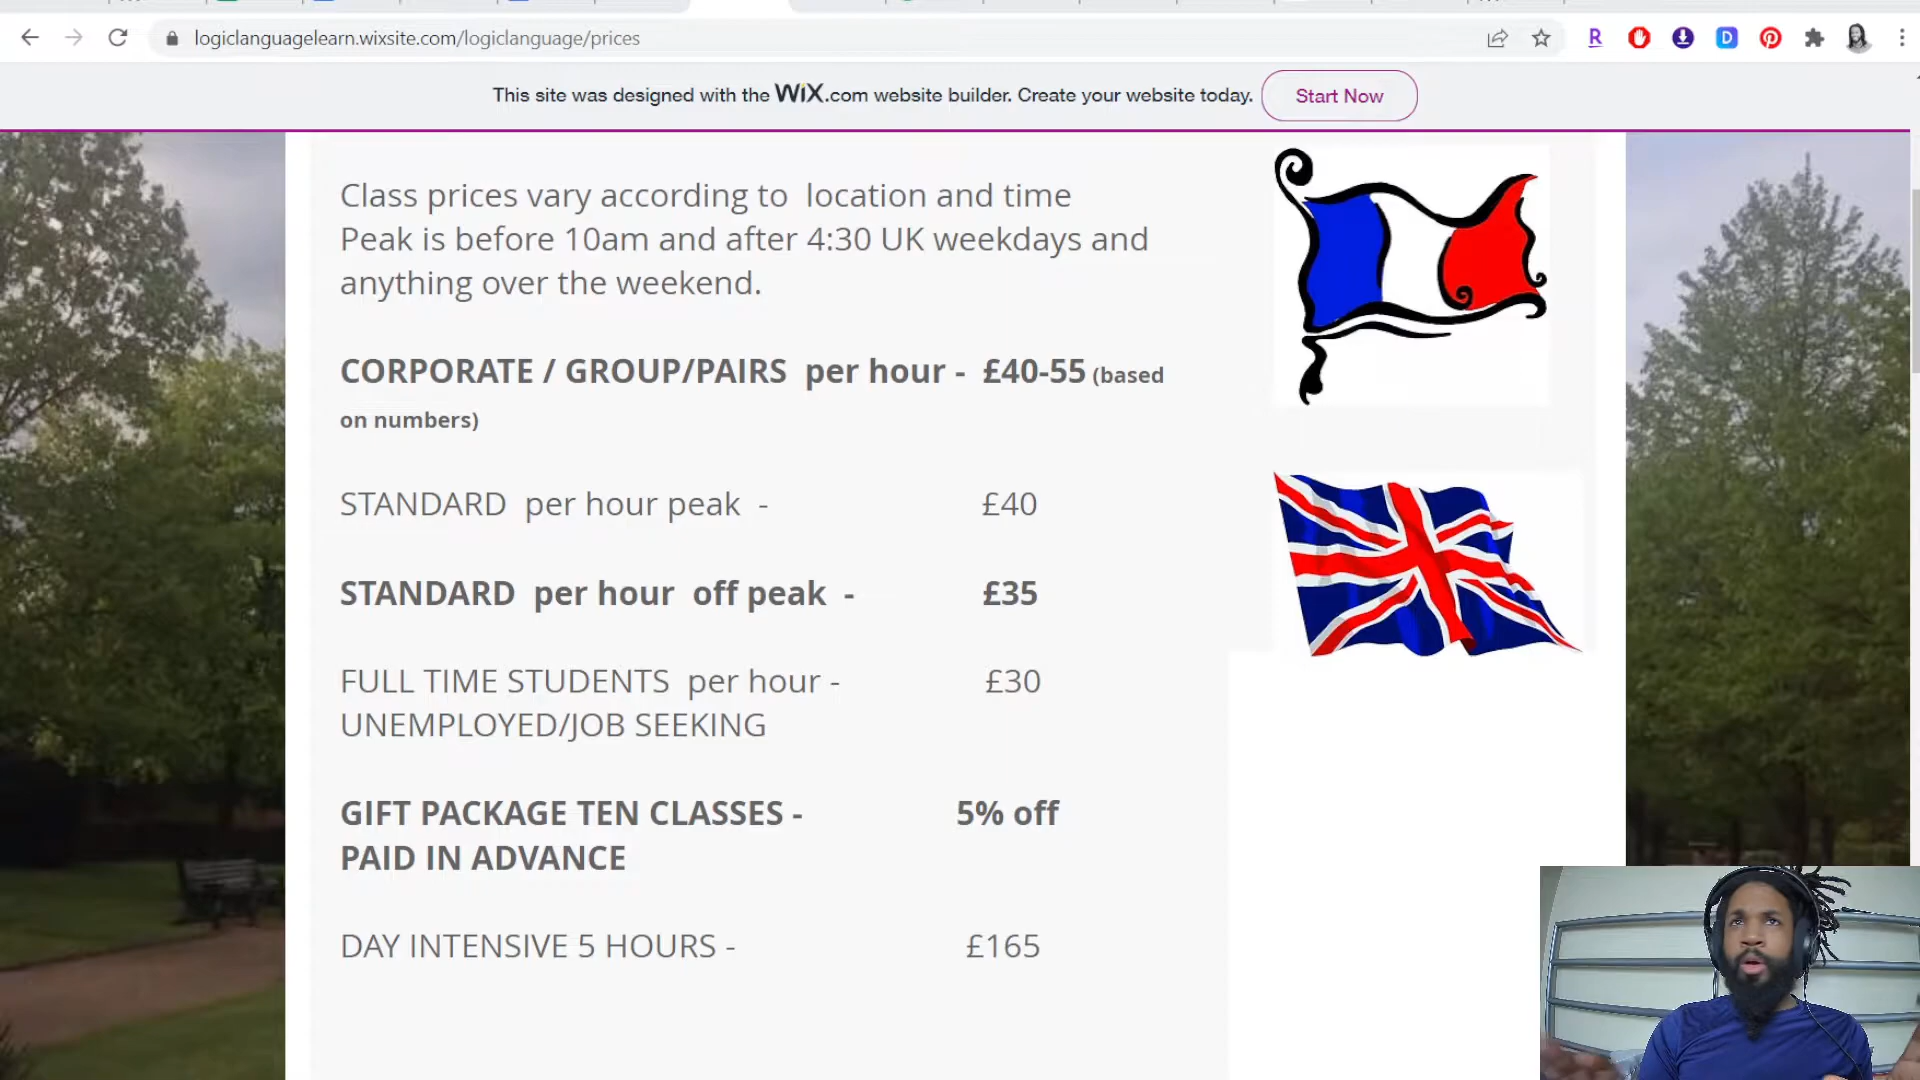 logiclanguagelearn.wixsite.com/logiclanguage/prices
R
D
This site was designed with the WiX.com website builder. Create your website today.
Start Now
Class prices vary according to location and time
Peak is before 10am and after 4:30 UK weekdays and
anything over the weekend.
CORPORATE / GROUP/PAIRS per hour - £40-55 (based
on numbers)
STANDARD per hour peak - £40
STANDARD per hour off peak - £35
FULL TIME STUDENTS per hour - £30
UNEMPLOYED/JOB SEEKING
GIFT PACKAGE TEN CLASSES - 5% off
PAID IN ADVANCE
DAY INTENSIVE 5 HOURS - £165